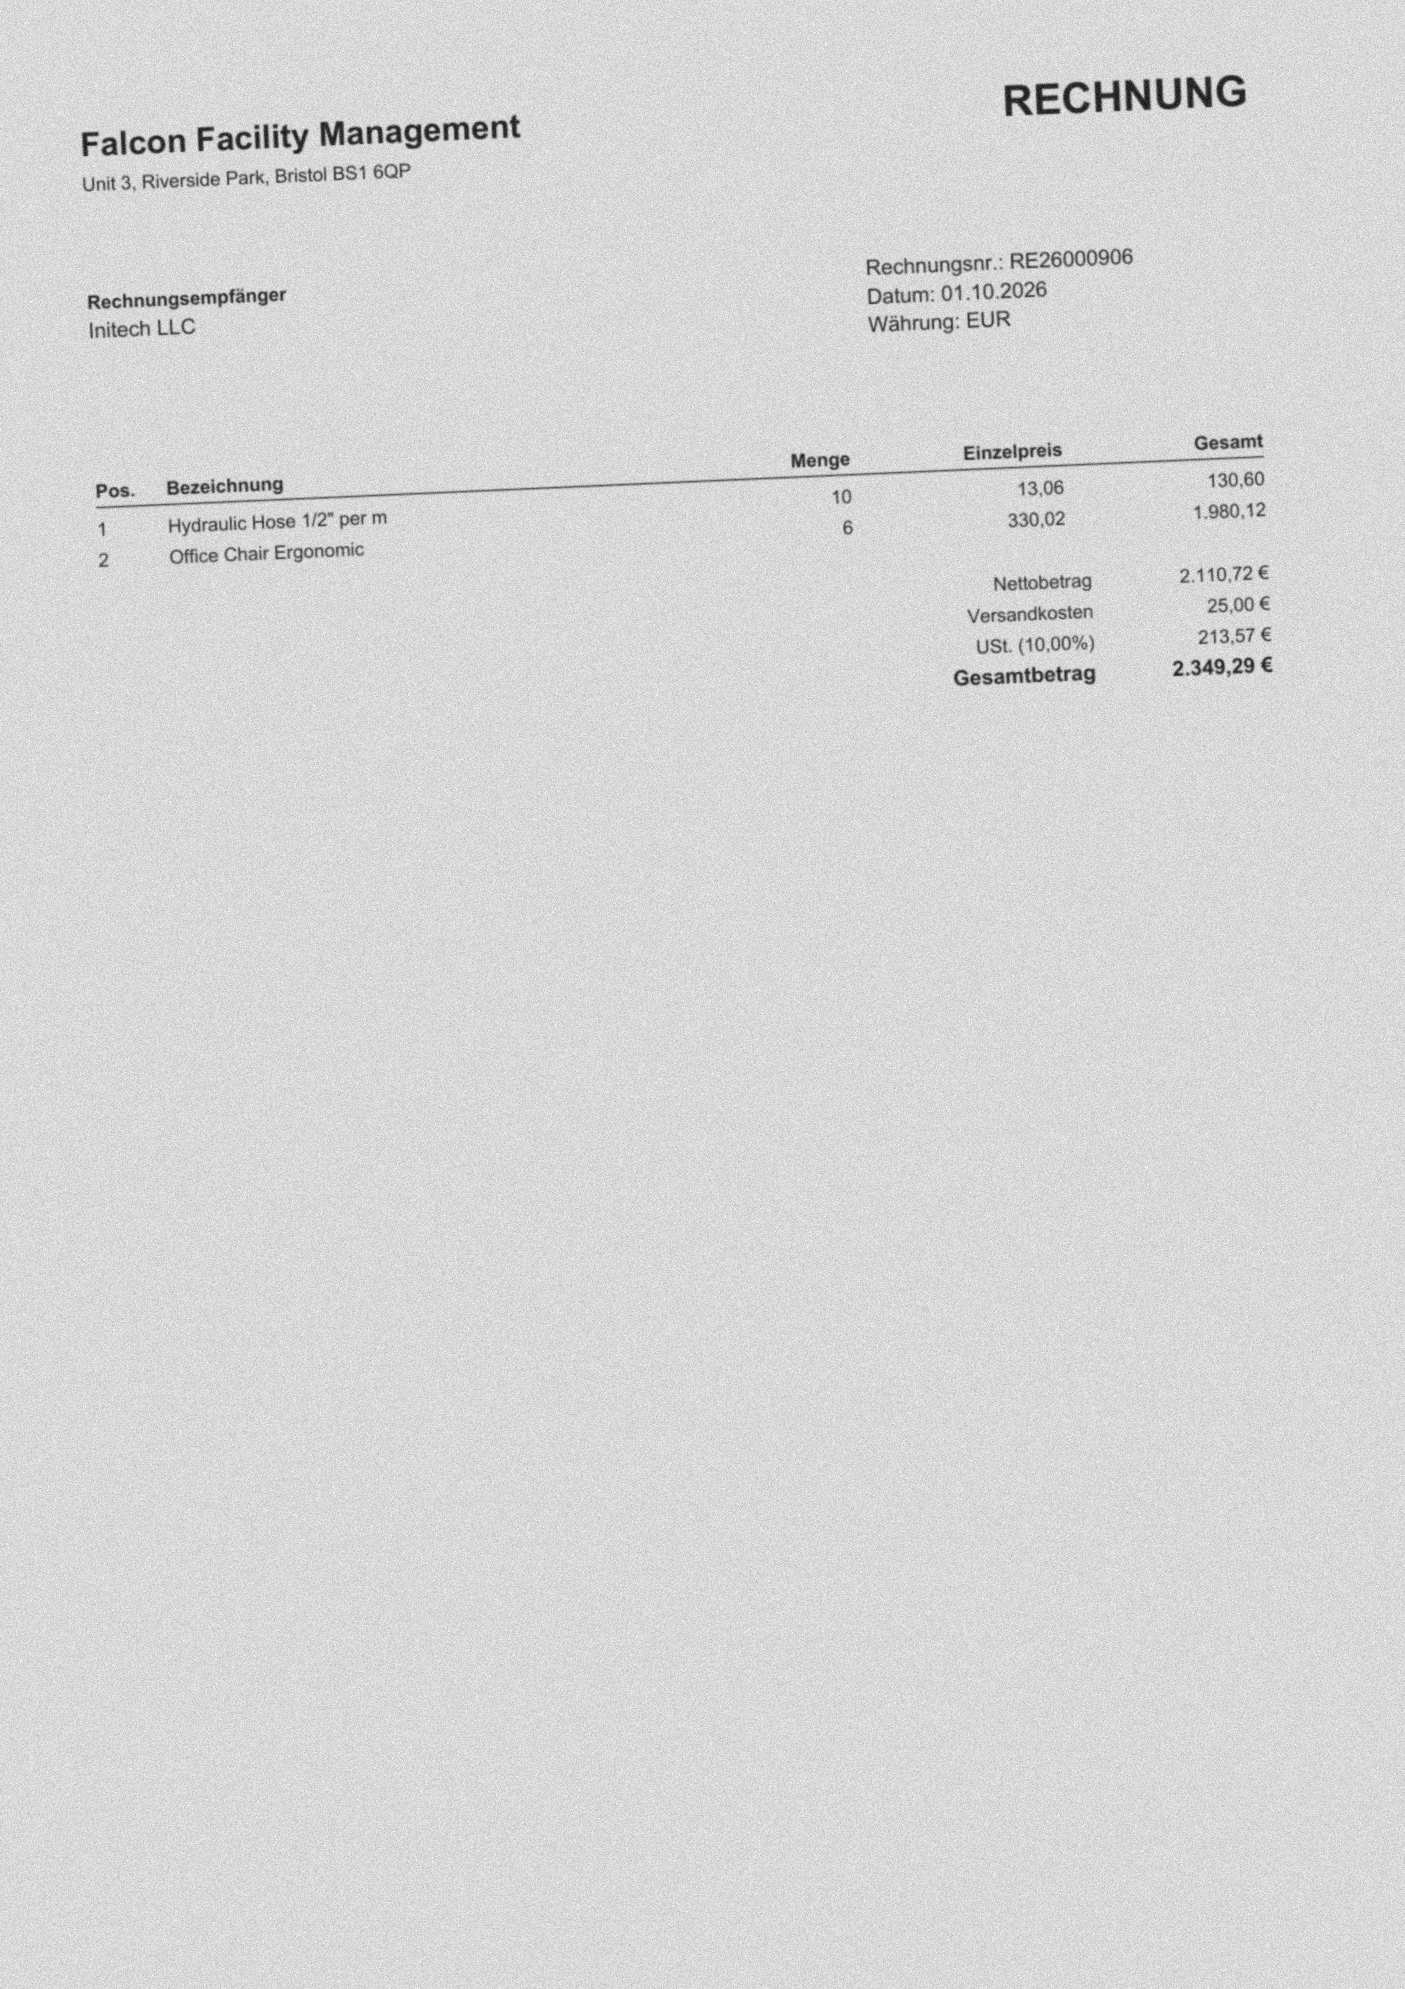 RECHNUNG
Falcon Facility Management
Unit 3, Riverside Park, Bristol BS1 6QP
Rechnungsnr.: RE26000906
Datum: 01.10.2026
Währung: EUR
Rechnungsempfänger
Initech LLC
Pos. Bezeichnung Menge Einzelpreis Gesamt
1 Hydraulic Hose 1/2" per m 10 13,06 130,60
2 Office Chair Ergonomic 6 330,02 1.980,12
Nettobetrag 2.110,72 €
Versandkosten 25,00 €
USt. (10,00%) 213,57 €
Gesamtbetrag 2.349,29 €